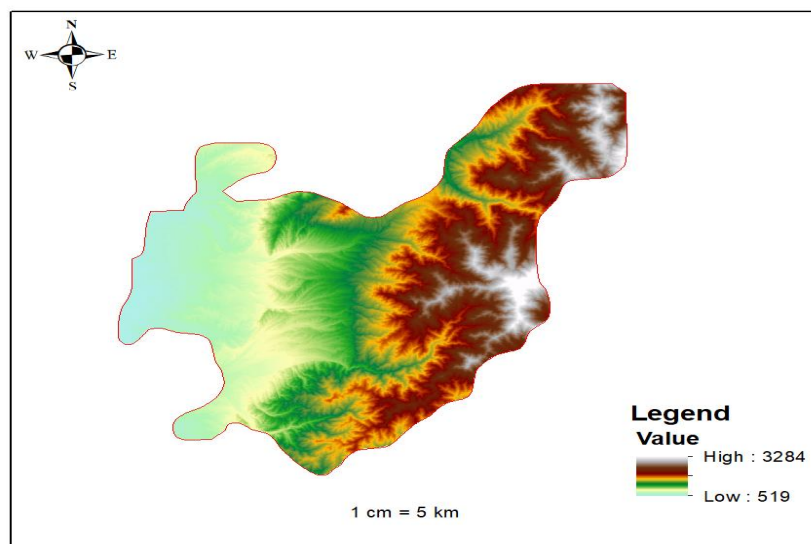 N
W E
S
Legend
Value
High : 3284
Low : 519
1 cm = 5 km